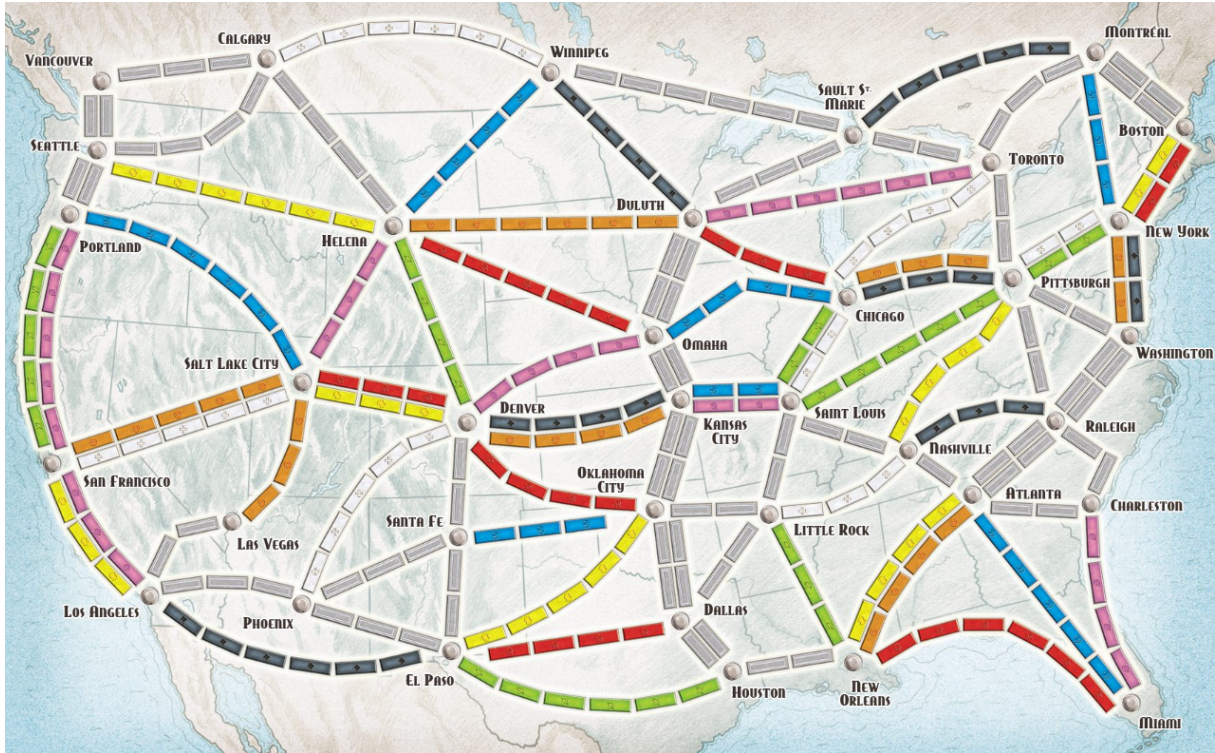 Calgary
Winnipeg
Montréal
Vancouver
Sault St.
Marie
Boston
Seattle
Toronto
Duluth
Helena
New York
Portland
Pittsburgh
Chicago
Omaha
Washington
Salt Lake City
Denver
Kansas
City
Saint Louis
Raleigh
Nashville
San Francisco
Oklahoma
City
Atlanta
Charleston
Santa Fe
Little Rock
Las Vegas
Los Angeles
Phoenix
Dallas
El Paso
Houston
New
Orleans
Miami